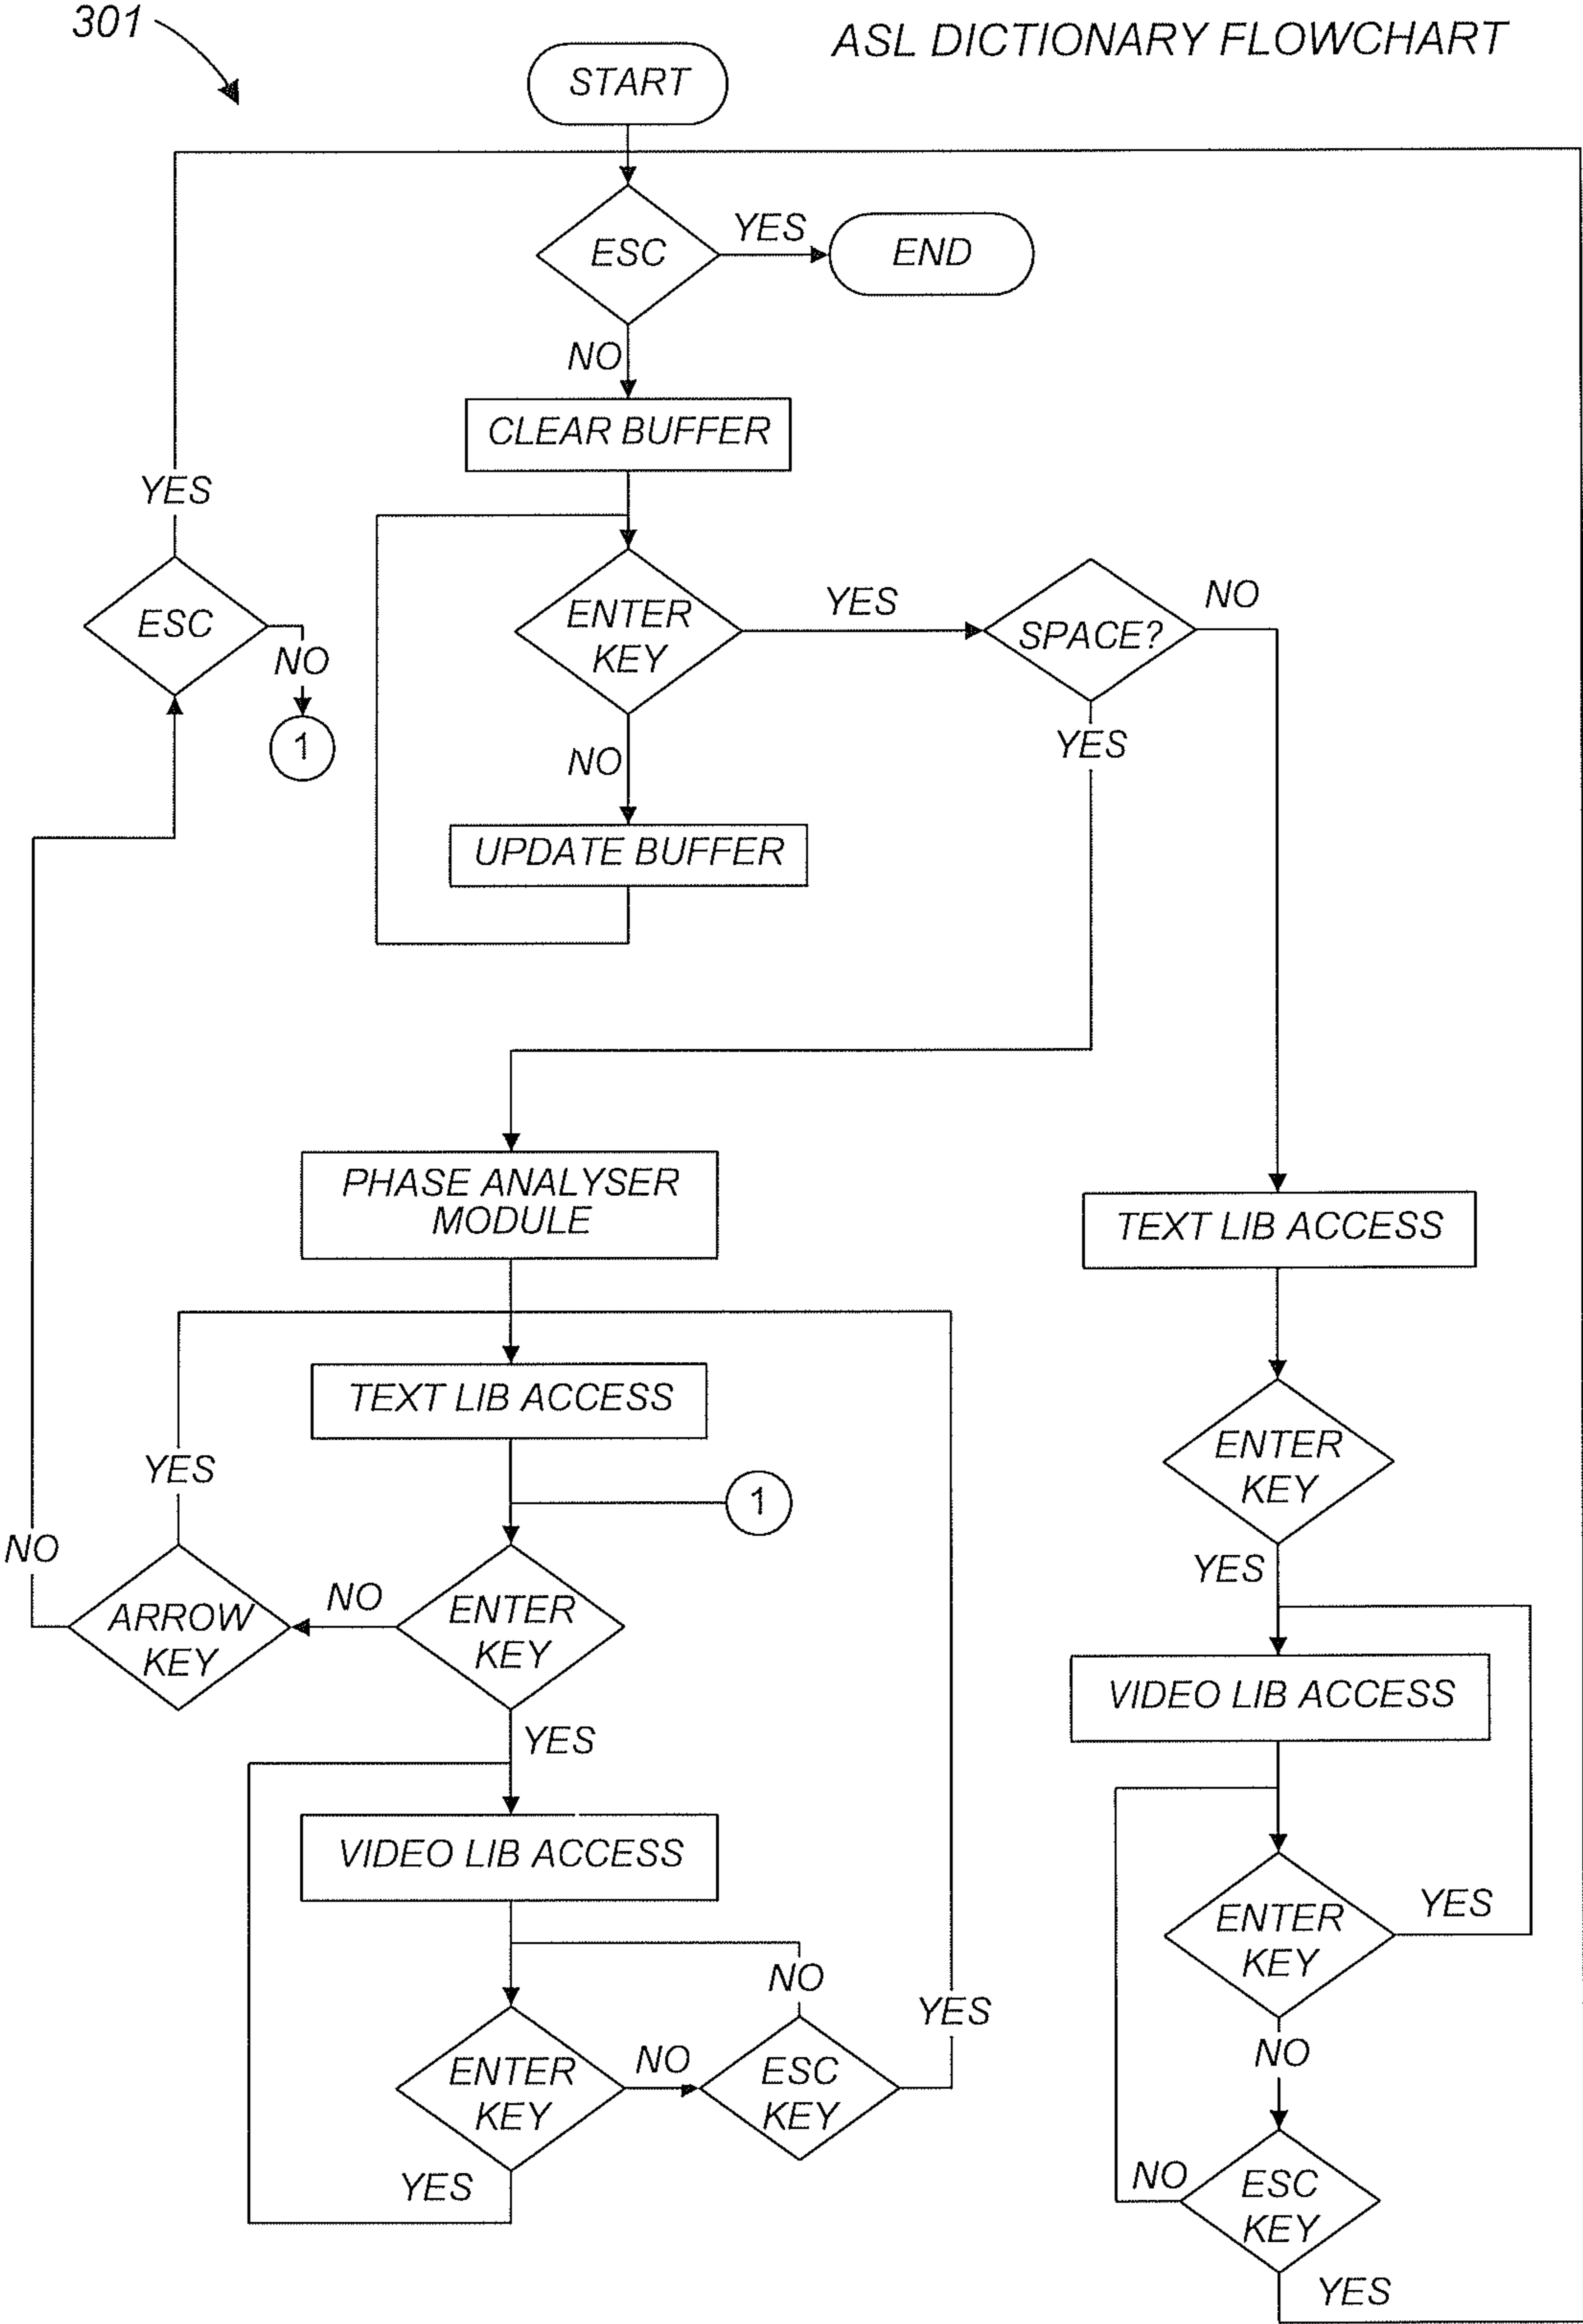 301
ASL DICTIONARY FLOWCHART
START
ESC
YES
END
NO
CLEAR BUFFER
YES
ESC
NO
1
ENTER
KEY
YES
SPACE?
NO
NO
YES
UPDATE BUFFER
PHASE ANALYSER
MODULE
TEXT LIB ACCESS
TEXT LIB ACCESS
YES
1
ENTER
KEY
NO
YES
ARROW
KEY
NO
ENTER
KEY
YES
VIDEO LIB ACCESS
VIDEO LIB ACCESS
ENTER
KEY
YES
NO
YES
ENTER
KEY
NO
ESC
KEY
NO
YES
NO
ESC
KEY
YES